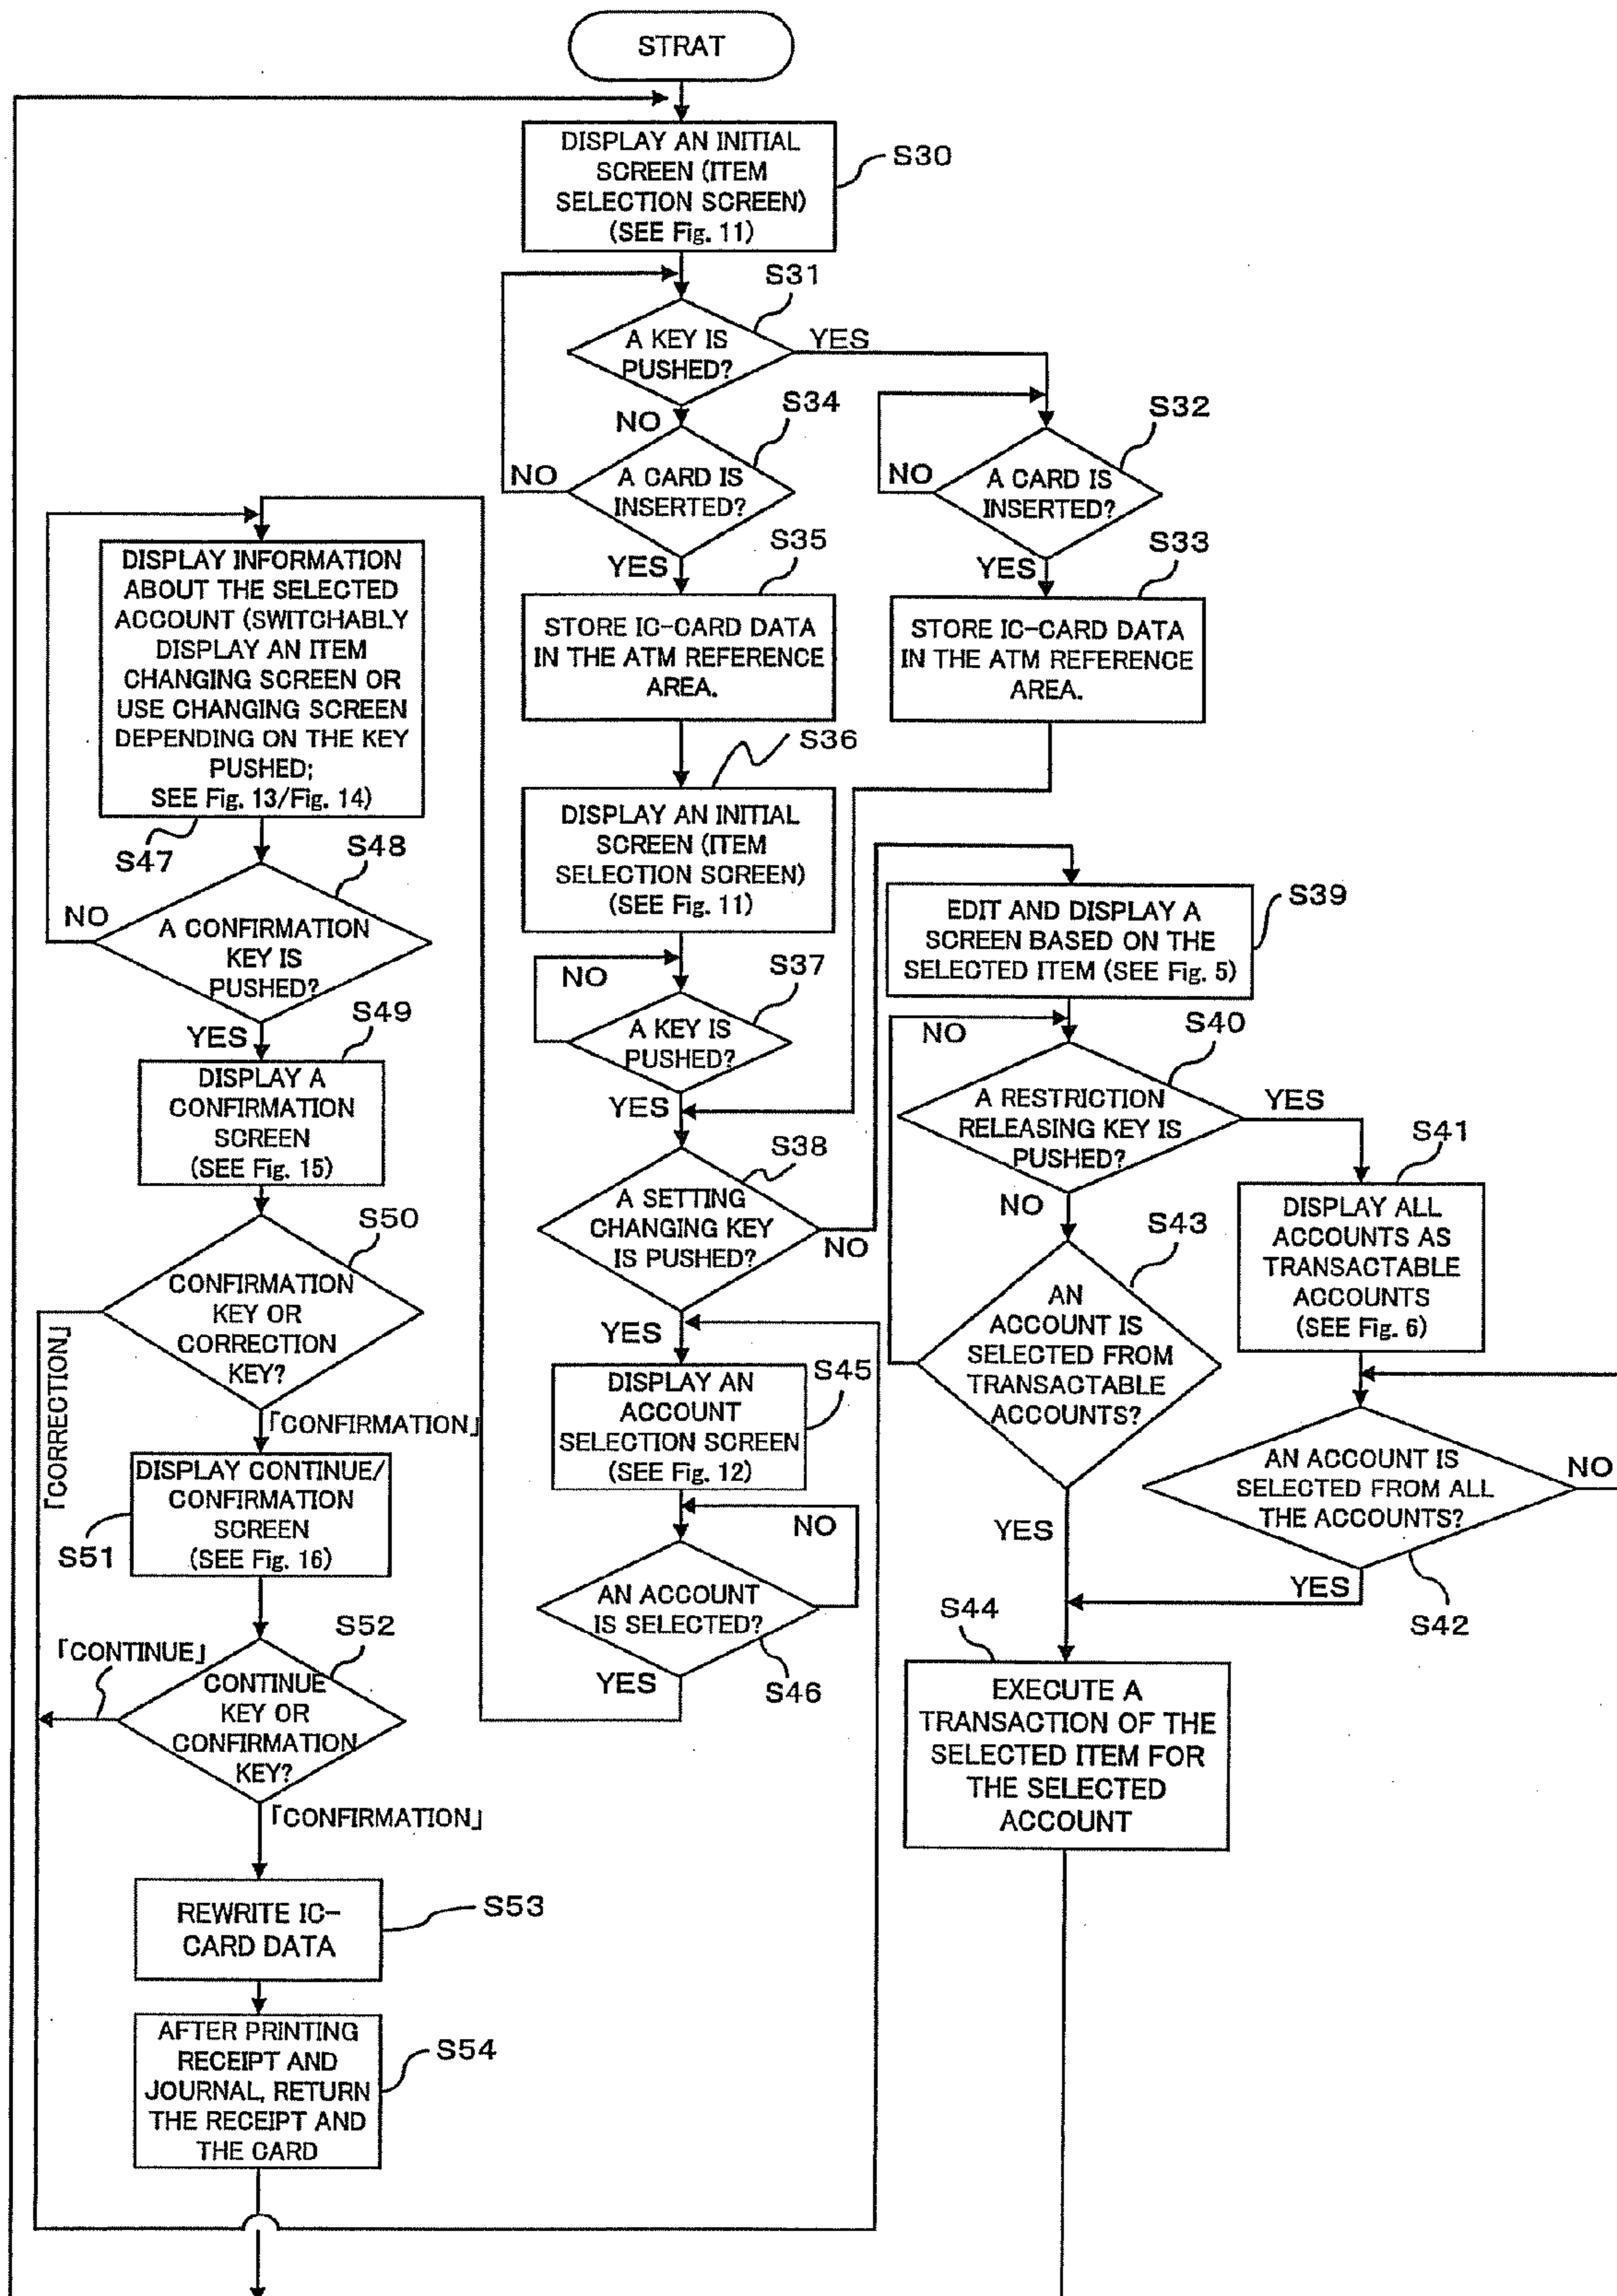 STRAT
DISPLAY AN INITIAL
SCREEN (ITEM
SELECTION SCREEN)
(SEE Fig. 11)
S30
S31
A KEY IS
PUSHED?
YES
NO
S34
A CARD IS
INSERTED?
NO
YES
S32
A CARD IS
INSERTED?
NO
YES
S33
STORE IC-CARD DATA
IN THE ATM REFERENCE
AREA.
S35
STORE IC-CARD DATA
IN THE ATM REFERENCE
AREA.
S36
DISPLAY AN INITIAL
SCREEN (ITEM
SELECTION SCREEN)
(SEE Fig. 11)
NO
S37
A KEY IS
PUSHED?
YES
S38
A SETTING
CHANGING KEY
IS PUSHED?
NO
YES
S39
EDIT AND DISPLAY A
SCREEN BASED ON THE
SELECTED ITEM (SEE Fig. 5)
NO
S40
A RESTRICTION
RELEASING KEY IS
PUSHED?
YES
NO
S41
DISPLAY ALL
ACCOUNTS AS
TRANSACTABLE
ACCOUNTS
(SEE Fig. 6)
S43
AN
ACCOUNT IS
SELECTED FROM
TRANSACTABLE
ACCOUNTS?
YES
AN ACCOUNT IS
SELECTED FROM ALL
THE ACCOUNTS?
NO
YES
S42
S44
EXECUTE A
TRANSACTION OF THE
SELECTED ITEM FOR
THE SELECTED
ACCOUNT
S45
DISPLAY AN
ACCOUNT
SELECTION SCREEN
(SEE Fig. 12)
NO
AN ACCOUNT
IS SELECTED?
YES
S46
DISPLAY INFORMATION
ABOUT THE SELECTED
ACCOUNT (SWITCHABLY
DISPLAY AN ITEM
CHANGING SCREEN OR
USE CHANGING SCREEN
DEPENDING ON THE KEY
PUSHED;
SEE Fig. 13/Fig. 14)
S47
S48
NO
A CONFIRMATION
KEY IS
PUSHED?
YES
S49
DISPLAY A
CONFIRMATION
SCREEN
(SEE Fig. 15)
S50
CONFIRMATION
KEY OR
CORRECTION
KEY?
「CORRECTION」
「CONFIRMATION」
DISPLAY CONTINUE/
CONFIRMATION
SCREEN
(SEE Fig. 16)
S51
S52
「CONTINUE」
CONTINUE
KEY OR
CONFIRMATION
KEY?
「CONFIRMATION」
REWRITE IC-
CARD DATA
S53
AFTER PRINTING
RECEIPT AND
JOURNAL, RETURN
THE RECEIPT AND
THE CARD
S54